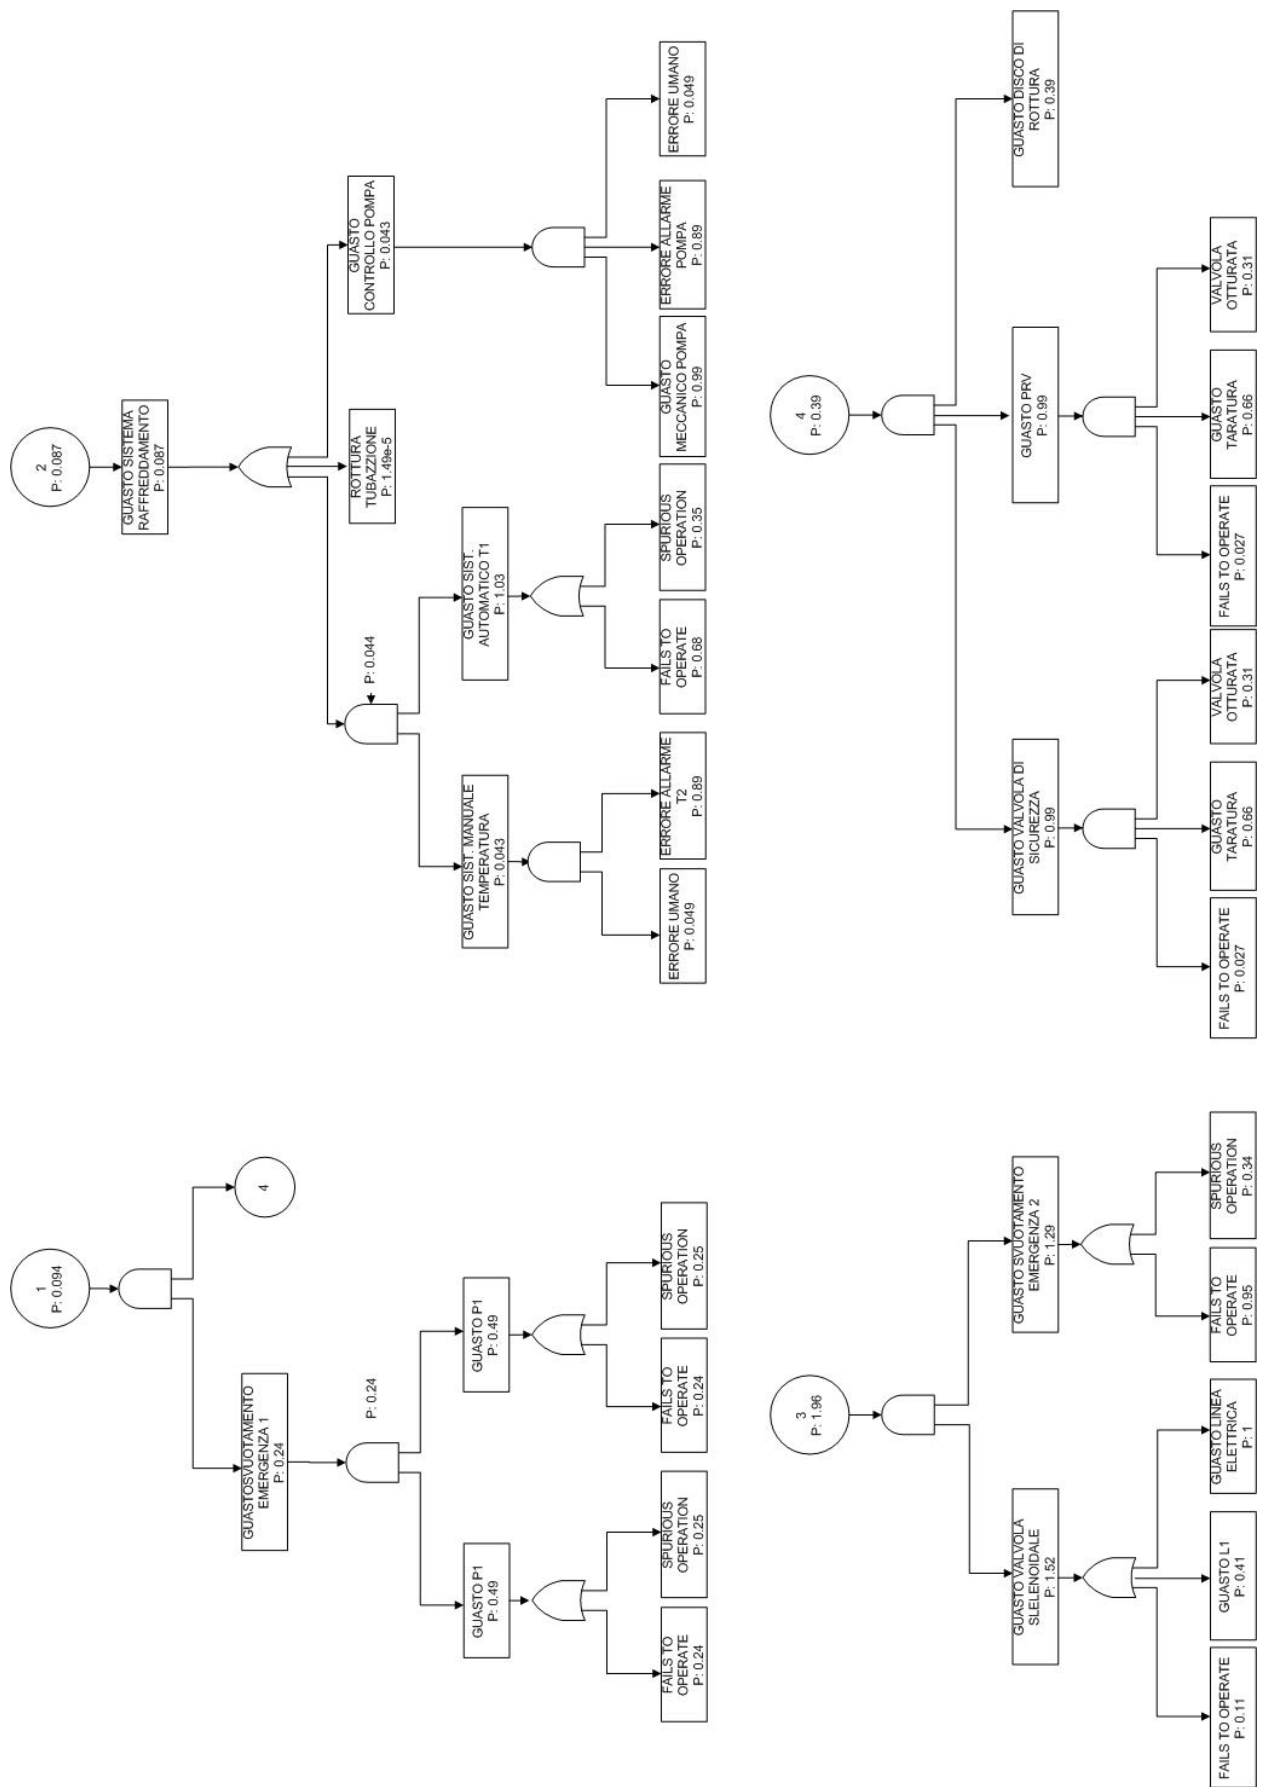 1
P: 0.094
4
GUASTOSVUOTAMENTO
EMERGENZA 1
P: 0.24
P: 0.24
GUASTO P1
P: 0.49
GUASTO P1
P: 0.49
FAILS TO
OPERATE
P: 0.24
SPURIOUS
OPERATION
P: 0.25
FAILS TO
OPERATE
P: 0.24
SPURIOUS
OPERATION
P: 0.25
2
P: 0.087
GUASTO SISTEMA
RAFFREDDAMENTO
P: 0.087
ROTTURA
TUBAZZIONE
P: 1.49e-5
GUASTO
CONTROLLO POMPA
P: 0.043
P: 0.044
GUASTO SIST. MANUALE
TEMPERATURA
P: 0.043
GUASTO SIST.
AUTOMATICO T1
P: 1.03
ERRORE UMANO
P: 0.049
ERRORE ALLARME
T2
P: 0.89
FAILS TO
OPERATE
P: 0.68
SPURIOUS
OPERATION
P: 0.35
GUASTO
MECCANICO POMPA
P: 0.99
ERRORE ALLARME
POMPA
P: 0.89
ERRORE UMANO
P: 0.049
3
P: 1.96
GUASTO VALVOLA
SLELENOIDALE
P: 1.52
GUASTO SVUOTAMENTO
EMERGENZA 2
P: 1.29
FAILS TO OPERATE
P: 0.11
GUASTO L1
P: 0.41
GUASTO LINEA
ELETTRICA
P: 1
FAILS TO
OPERATE
P: 0.95
SPURIOUS
OPERATION
P: 0.34
4
P: 0.39
GUASTO VALVOLA DI
SICUREZZA
P: 0.99
GUASTO PRV
P: 0.99
GUASTO DISCO DI
ROTTURA
P: 0.39
FAILS TO OPERATE
P: 0.027
GUASTO
TARATURA
P: 0.66
VALVOLA
OTTURATA
P: 0.31
FAILS TO OPERATE
P: 0.027
GUASTO
TARATURA
P: 0.66
VALVOLA
OTTURATA
P: 0.31